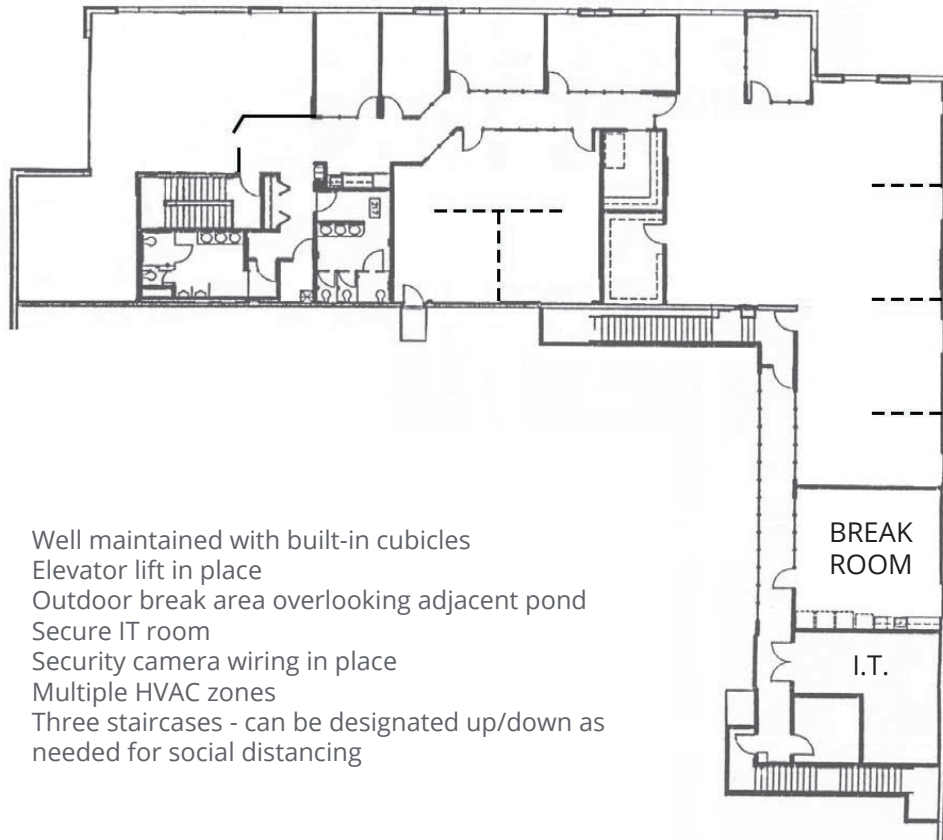 Well maintained with built-in cubicles
Elevator lift in place
Outdoor break area overlooking adjacent pond
Secure IT room
Security camera wiring in place
Multiple HVAC zones
Three staircases - can be designated up/down as
needed for social distancing
BREAK
ROOM
I.T.